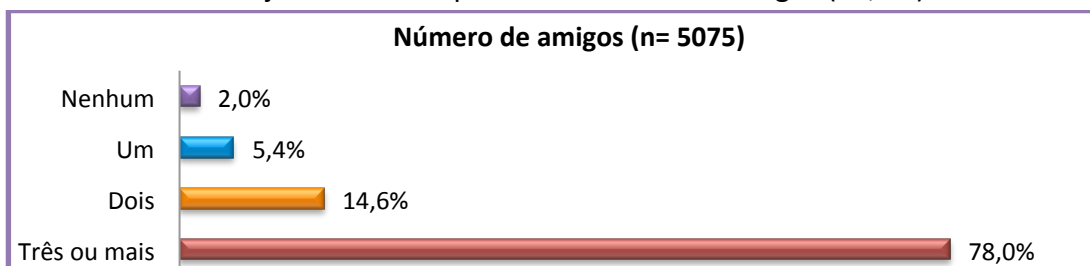 Número de amigos (n= 5075)
Nenhum 2,0%
Um 5,4%
Dois 14,6%
Três ou mais 78,0%